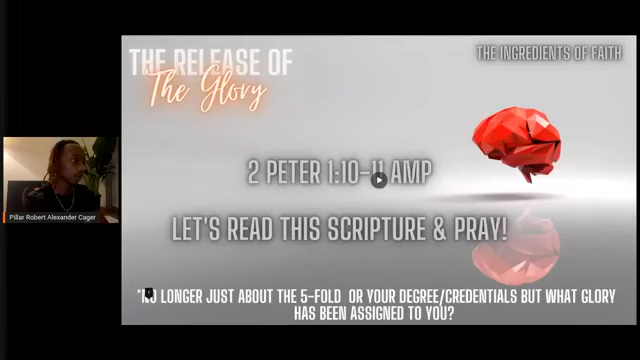 THE RELEASE OF
The Glory
THE INGREDIENTS OF FAITH
2 PETER 1:10-11 AMP
LET'S READ THIS SCRIPTURE & PRAY!
Pillar Robert Alexander Cager
*NO LONGER JUST ABOUT THE 5-FOLD OR YOUR DEGREE/CREDENTIALS BUT WHAT GLORY
HAS BEEN ASSIGNED TO YOU?